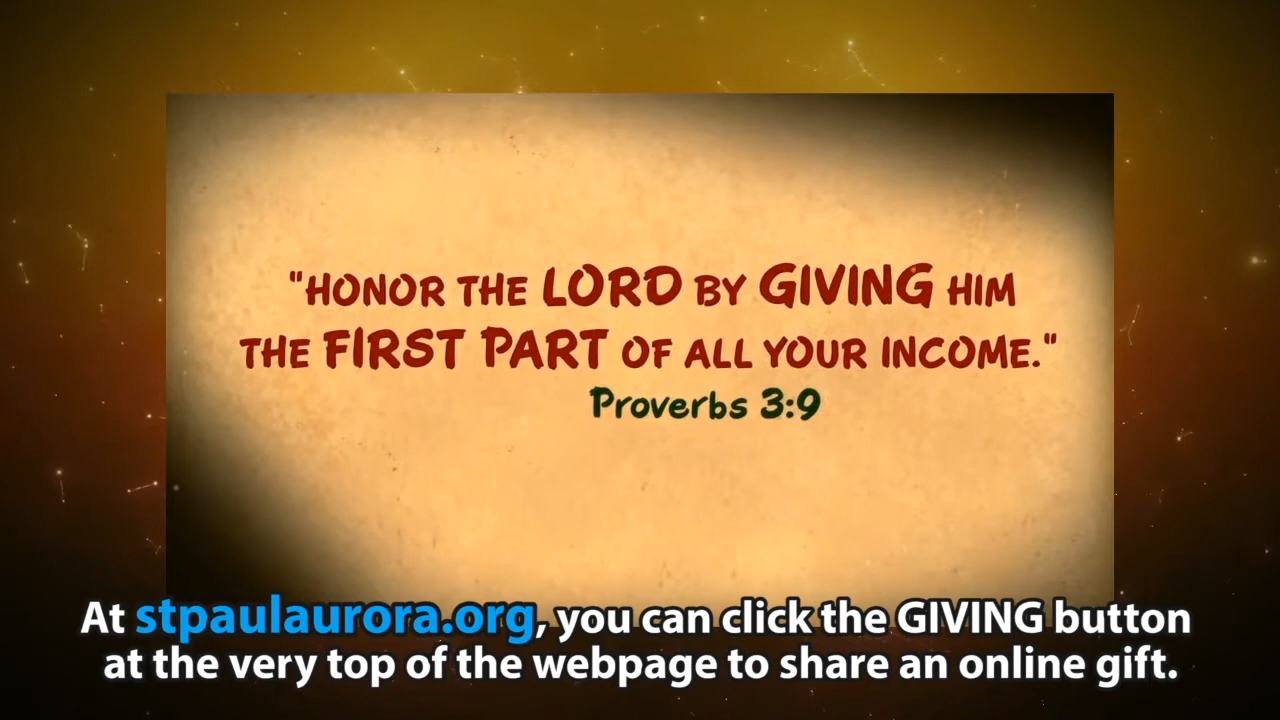 "HONOR THE LORD BY GIVING HIM
THE FIRST PART OF ALL YOUR INCOME."
Proverbs 3:9
At stpaulaurora.org, you can click the GIVING button
at the very top of the webpage to share an online gift.